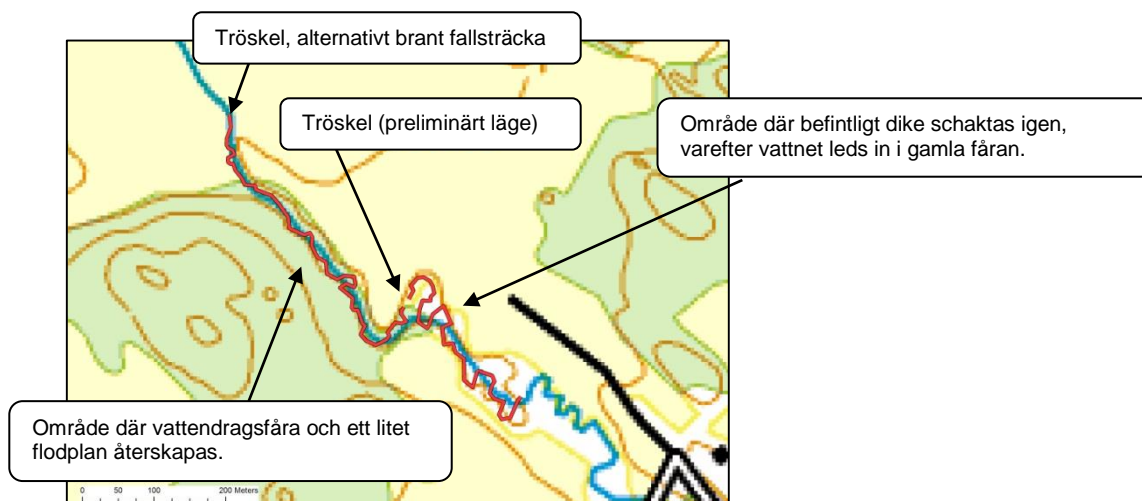 Tröskel, alternativt brant fallsträcka
Tröskel (preliminärt läge)
Område där befintligt dike schaktas igen,
varefter vattnet leds in i gamla fåran.
Område där vattendragsfåra och ett litet
flodplan återskapas.
0 50 100 200 Meters